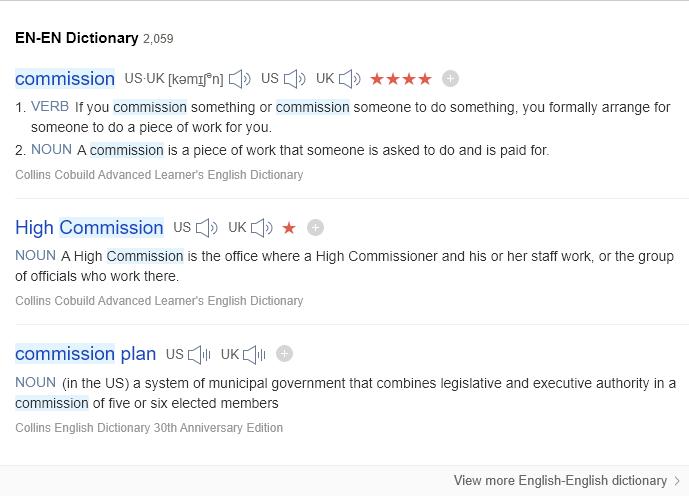 EN-EN Dictionary 2,059
commission US·UK [kəmɪʃᵊn] US UK ★★★★
1. VERB If you commission something or commission someone to do something, you formally arrange for
someone to do a piece of work for you.
2. NOUN A commission is a piece of work that someone is asked to do and is paid for.
Collins Cobuild Advanced Learner's English Dictionary
High Commission US UK ★
NOUN A High Commission is the office where a High Commissioner and his or her staff work, or the group
of officials who work there.
Collins Cobuild Advanced Learner's English Dictionary
commission plan US UK
NOUN (in the US) a system of municipal government that combines legislative and executive authority in a
commission of five or six elected members
Collins English Dictionary 30th Anniversary Edition
View more English-English dictionary >